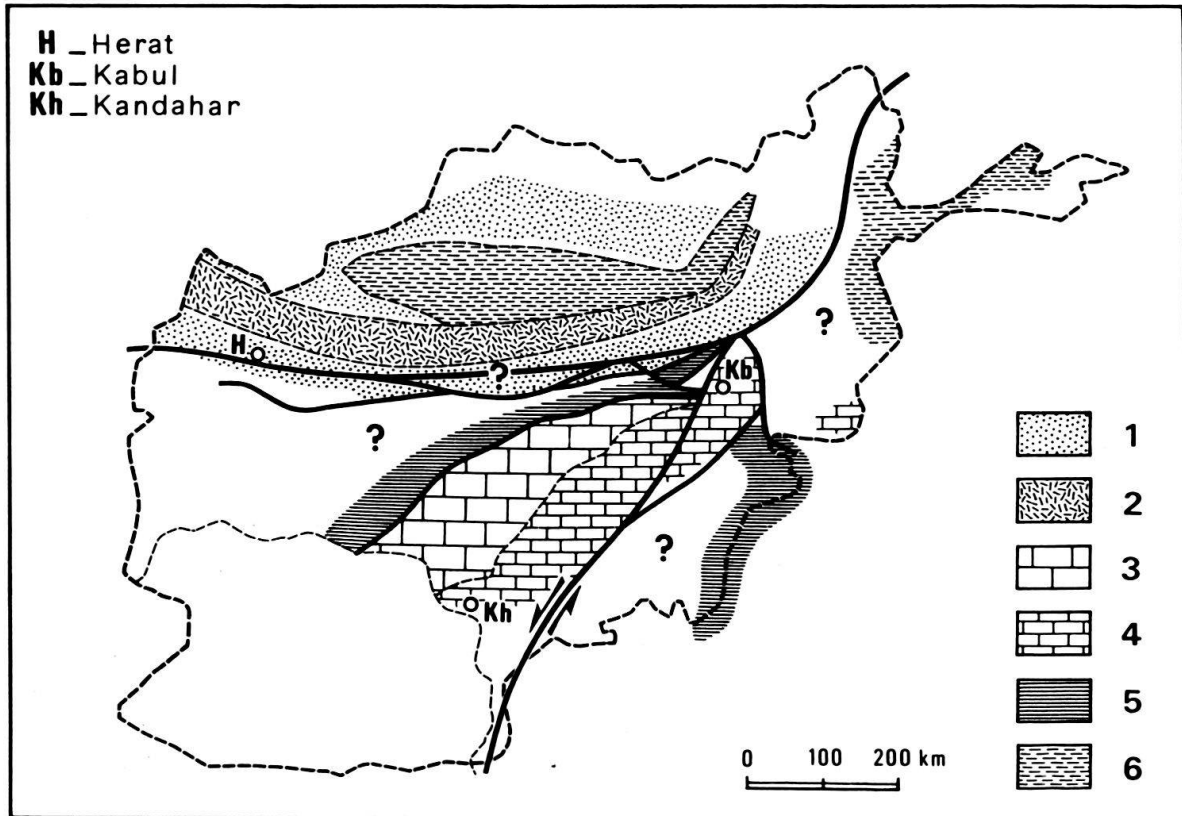 H _ Herat
Kb _ Kabul
Kh _ Kandahar
H
?
?
?
Kb
?
Kh
1
2
3
4
5
6
0 100 200 km